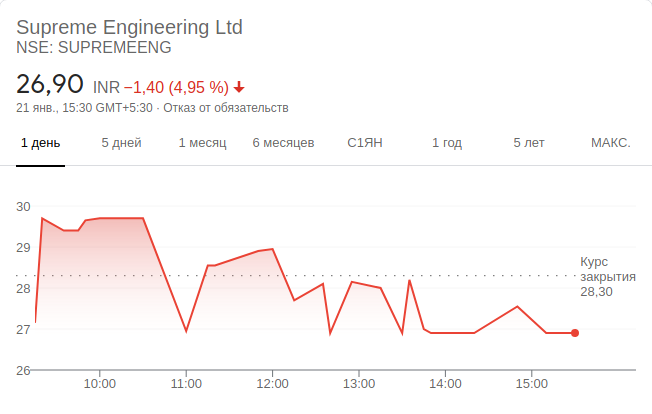 Supreme Engineering Ltd
NSE: SUPREMEENG
26,90 INR −1,40 (4,95 %)
21 янв., 15:30 GMT+5:30 · Отказ от обязательств
1 день 5 дней 1 месяц 6 месяцев С1ЯН 1 год 5 лет МАКС.
30
29
Курс
закрытия
28,30
28
27
26
10:00 11:00 12:00 13:00 14:00 15:00